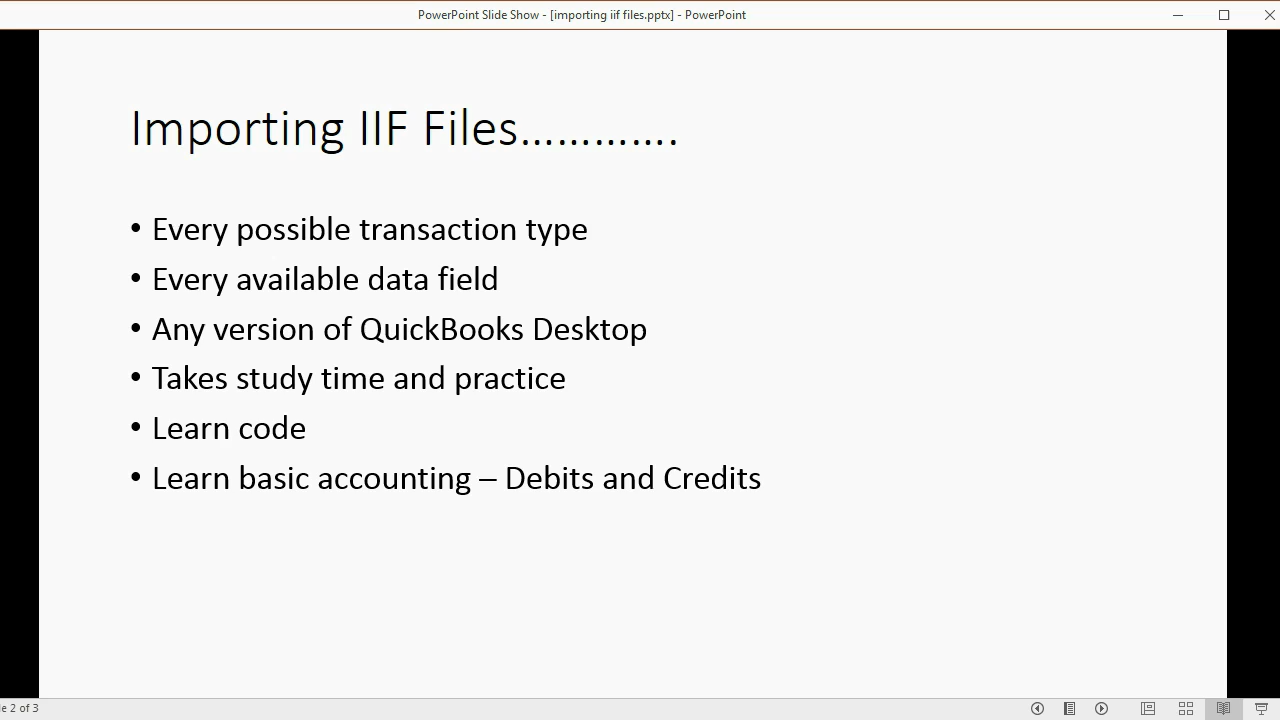 PowerPoint Slide Show - [importing iif files.pptx] - PowerPoint
Importing IIF Files.............
• Every possible transaction type
• Every available data field
• Any version of QuickBooks Desktop
• Takes study time and practice
• Learn code
• Learn basic accounting – Debits and Credits
e 2 of 3